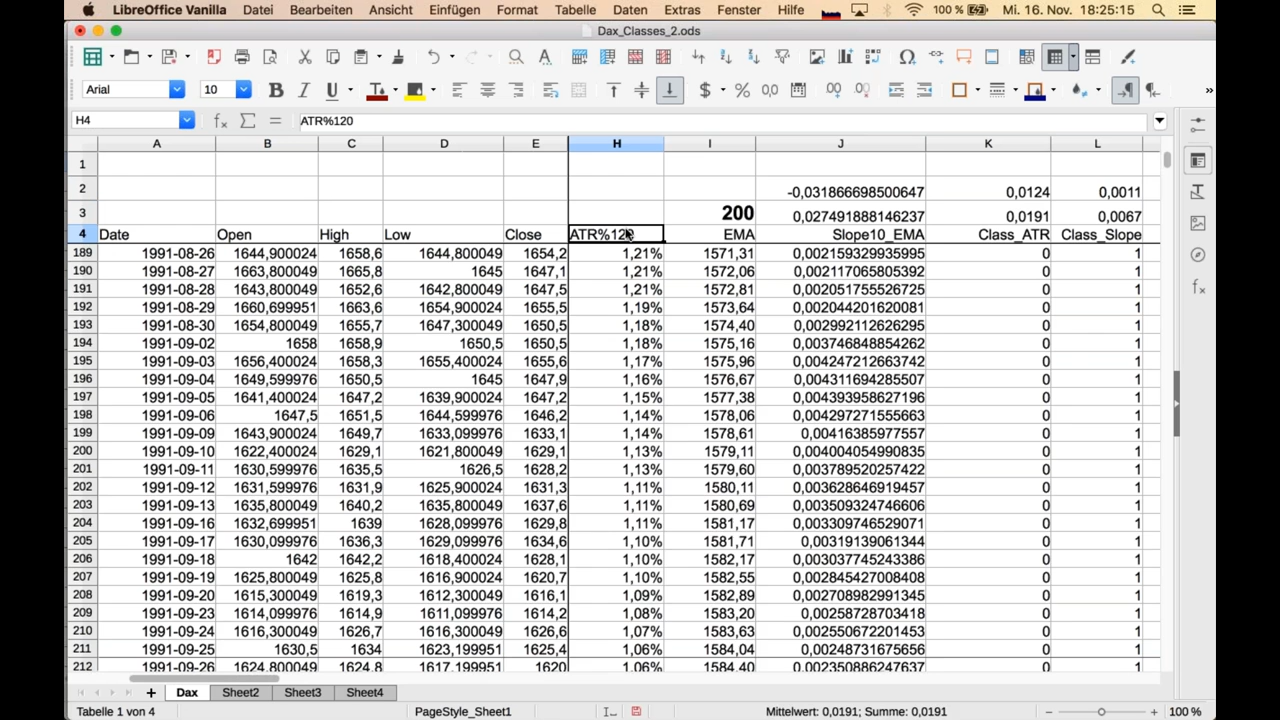 LibreOffice Vanilla Datei Bearbeiten Ansicht Einfügen Format Tabelle Daten Extras Fenster Hilfe 100 % Mi. 16. Nov. 18:25:15
Dax_Classes_2.ods
Arial 10
H4 ATR%120
A B C D E H I J K L
1
2 -0,031866698500647 0,0124 0,0011
3 200 0,027491888146237 0,0191 0,0067
4 Date Open High Low Close ATR%120 EMA Slope10_EMA Class_ATR Class_Slope
189 1991-08-26 1644,900024 1658,6 1644,800049 1654,2 1,21% 1571,31 0,002159329935995 0 1
190 1991-08-27 1663,800049 1665,8 1645 1647,1 1,21% 1572,06 0,002117065805392 0 1
191 1991-08-28 1643,800049 1652,6 1642,800049 1647,5 1,21% 1572,81 0,002051755526725 0 1
192 1991-08-29 1660,699951 1663,6 1654,900024 1655,5 1,19% 1573,64 0,002044201620081 0 1
193 1991-08-30 1654,800049 1655,7 1647,300049 1650,5 1,18% 1574,40 0,002992112626295 0 1
194 1991-09-02 1658 1658,9 1650,5 1650,5 1,18% 1575,16 0,003746848854262 0 1
195 1991-09-03 1656,400024 1658,3 1655,400024 1655,6 1,17% 1575,96 0,004247212663742 0 1
196 1991-09-04 1649,599976 1650,5 1645 1647,9 1,16% 1576,67 0,004311694285507 0 1
197 1991-09-05 1641,400024 1647,2 1639,900024 1647,2 1,15% 1577,38 0,004393958627196 0 1
198 1991-09-06 1647,5 1651,5 1644,599976 1646,2 1,14% 1578,06 0,004297271555663 0 1
199 1991-09-09 1643,900024 1649,7 1633,099976 1633,1 1,14% 1578,61 0,00416385977557 0 1
200 1991-09-10 1622,400024 1629,1 1621,800049 1629,1 1,13% 1579,11 0,004004054990835 0 1
201 1991-09-11 1630,599976 1635,5 1626,5 1628,2 1,13% 1579,60 0,003789520257422 0 1
202 1991-09-12 1631,599976 1631,9 1625,900024 1631,3 1,11% 1580,11 0,003628646919457 0 1
203 1991-09-13 1635,800049 1640,2 1635,800049 1637,6 1,11% 1580,69 0,003509324746606 0 1
204 1991-09-16 1632,699951 1639 1628,099976 1629,8 1,11% 1581,17 0,003309746529071 0 1
205 1991-09-17 1630,099976 1636,3 1629,099976 1634,6 1,10% 1581,71 0,00319139061344 0 1
206 1991-09-18 1642 1642,2 1618,400024 1628,1 1,10% 1582,17 0,003037745243386 0 1
207 1991-09-19 1625,800049 1625,8 1616,900024 1620,7 1,10% 1582,55 0,002845427008408 0 1
208 1991-09-20 1615,300049 1619,3 1612,300049 1616,1 1,09% 1582,89 0,002708982991345 0 1
209 1991-09-23 1614,099976 1614,9 1611,099976 1614,2 1,08% 1583,20 0,00258728703418 0 1
210 1991-09-24 1616,300049 1626,7 1616,300049 1626,6 1,07% 1583,63 0,002550672201453 0 1
211 1991-09-25 1630,5 1634 1623,199951 1625,4 1,06% 1584,04 0,00248731675656 0 1
212 1991-09-26 1624,800049 1624,8 1617,199951 1620 1,06% 1584,40 0,002350886247637 0 1
Dax Sheet2 Sheet3 Sheet4
Tabelle 1 von 4 PageStyle_Sheet1 Mittelwert: 0,0191; Summe: 0,0191 100 %